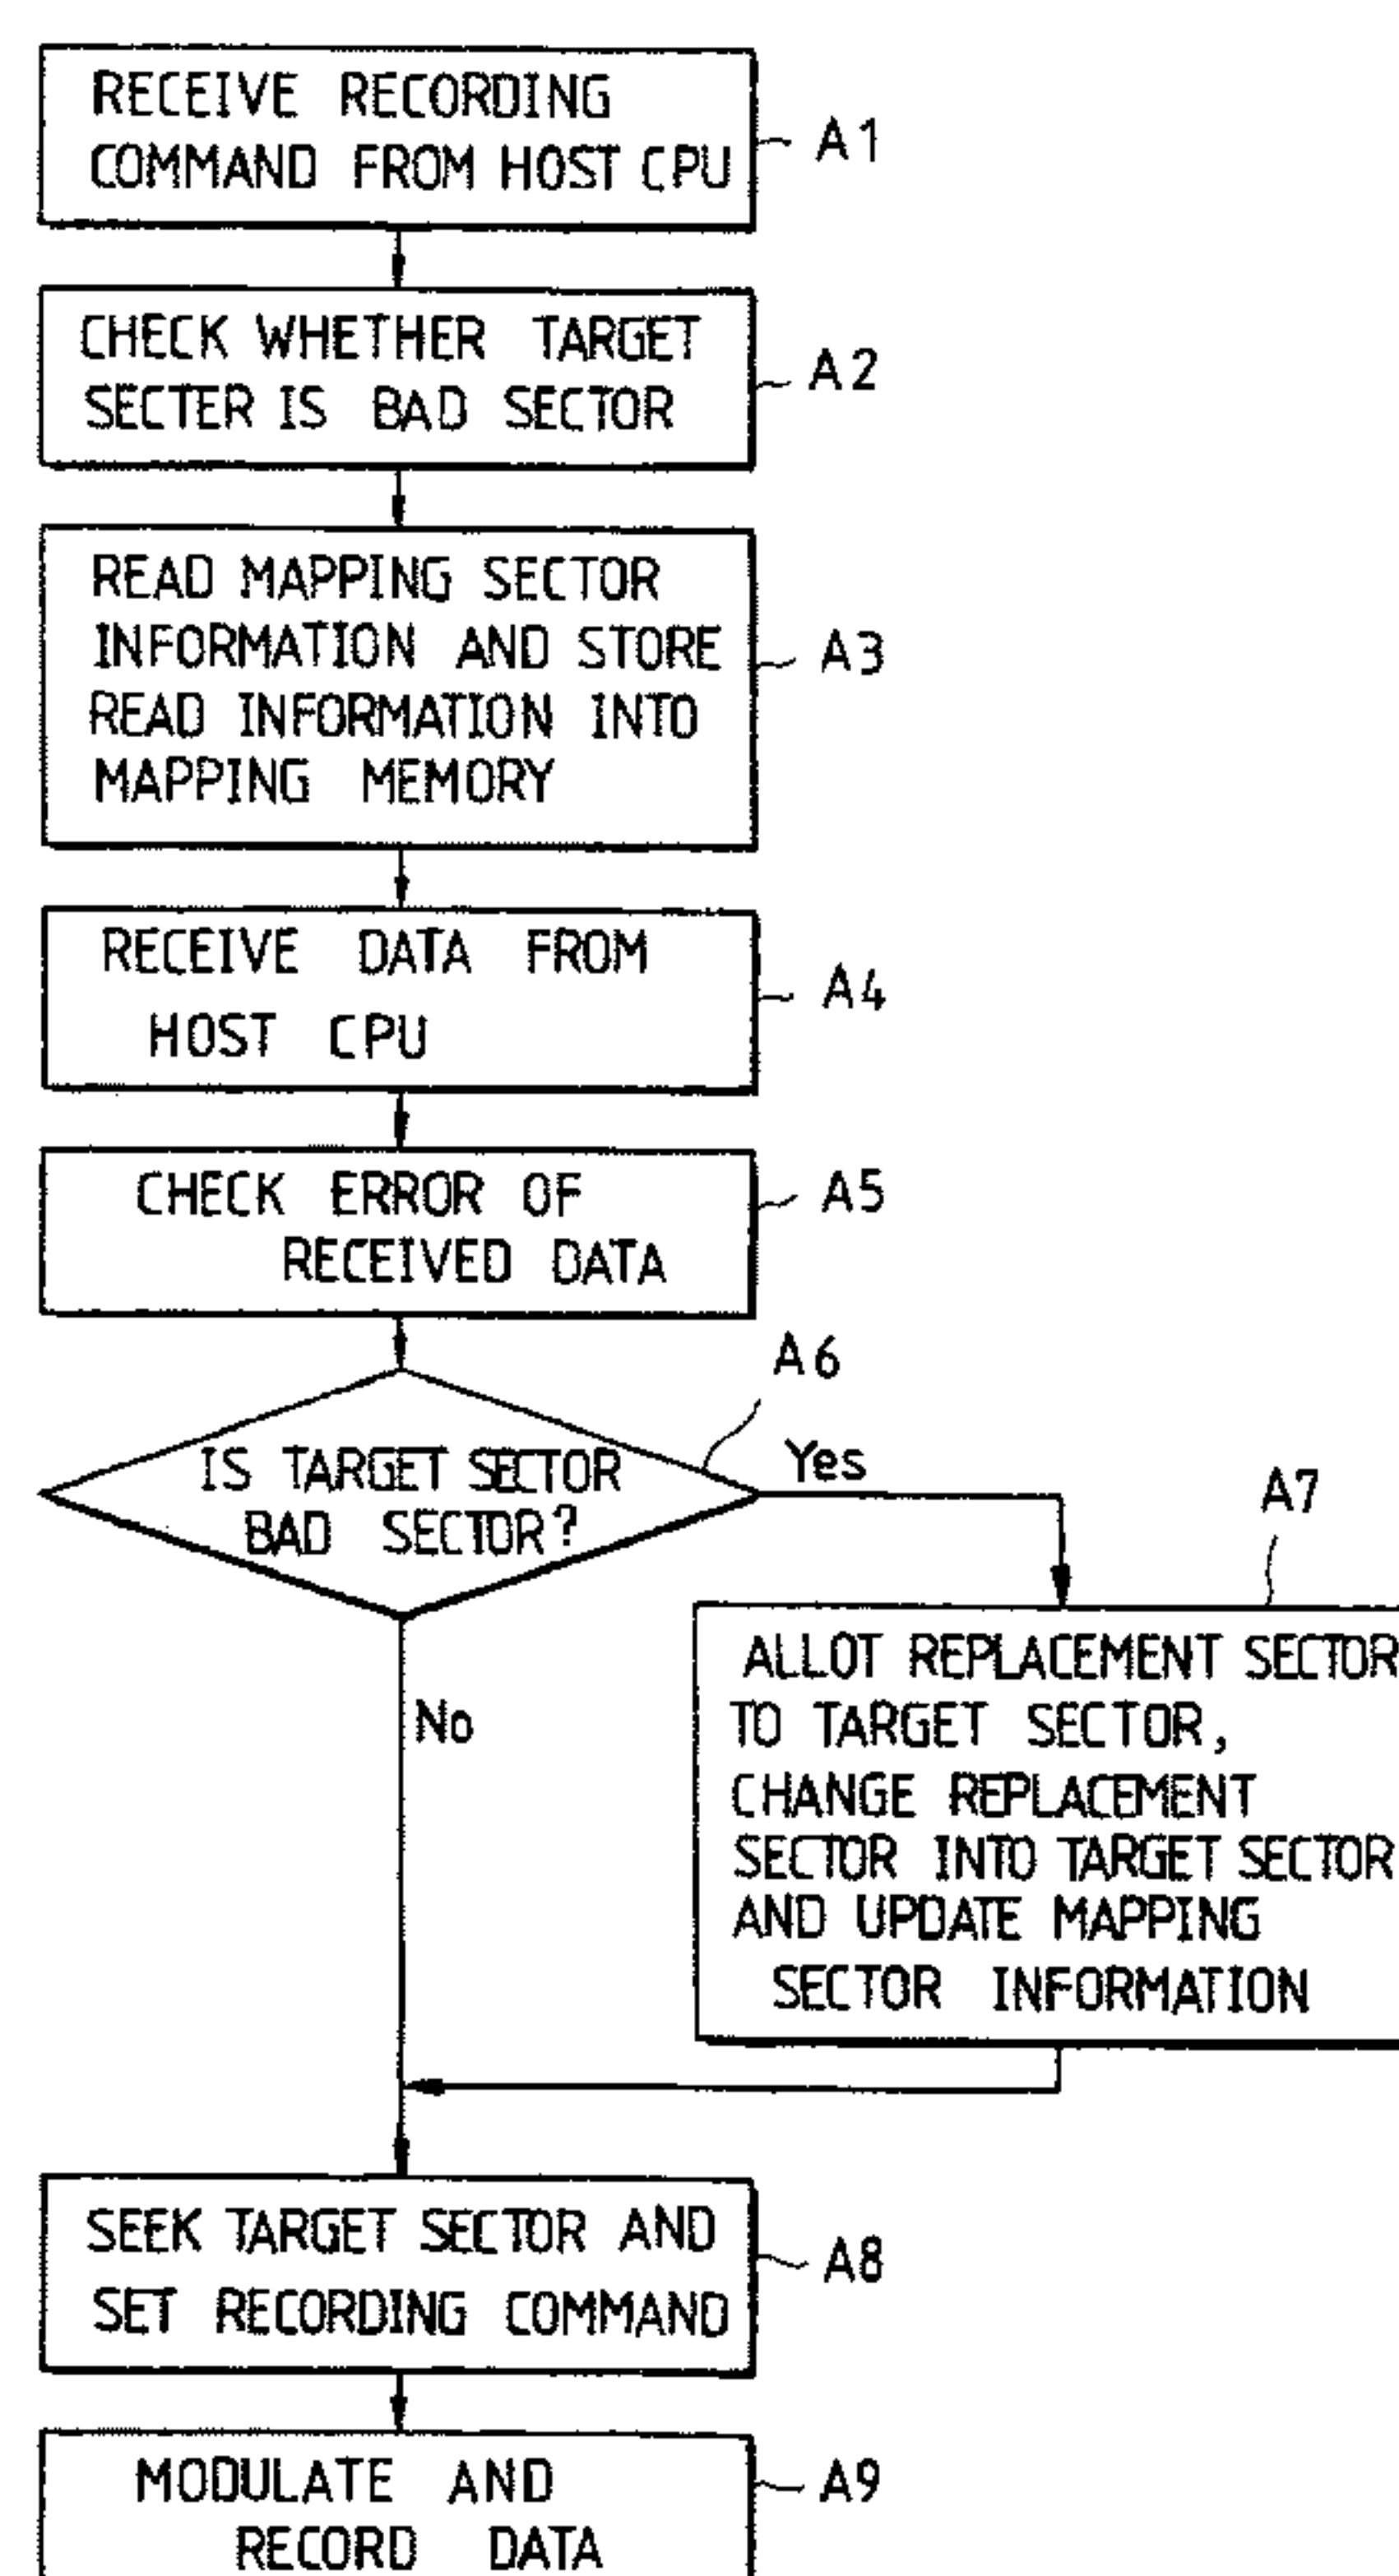 RECEIVE RECORDING
COMMAND FROM HOST CPU
A1
CHECK WHETHER TARGET
SECTER IS BAD SECTOR
A2
READ MAPPING SECTOR
INFORMATION AND STORE
READ INFORMATION INTO
MAPPING MEMORY
A3
RECEIVE DATA FROM
HOST CPU
A4
CHECK ERROR OF
RECEIVED DATA
A5
A6
IS TARGET SECTOR
BAD SECTOR?
Yes
No
A7
ALLOT REPLACEMENT SECTOR
TO TARGET SECTOR,
CHANGE REPLACEMENT
SECTOR INTO TARGET SECTOR
AND UPDATE MAPPING
SECTOR INFORMATION
SEEK TARGET SECTOR AND
SET RECORDING COMMAND
A8
MODULATE AND
RECORD DATA
A9